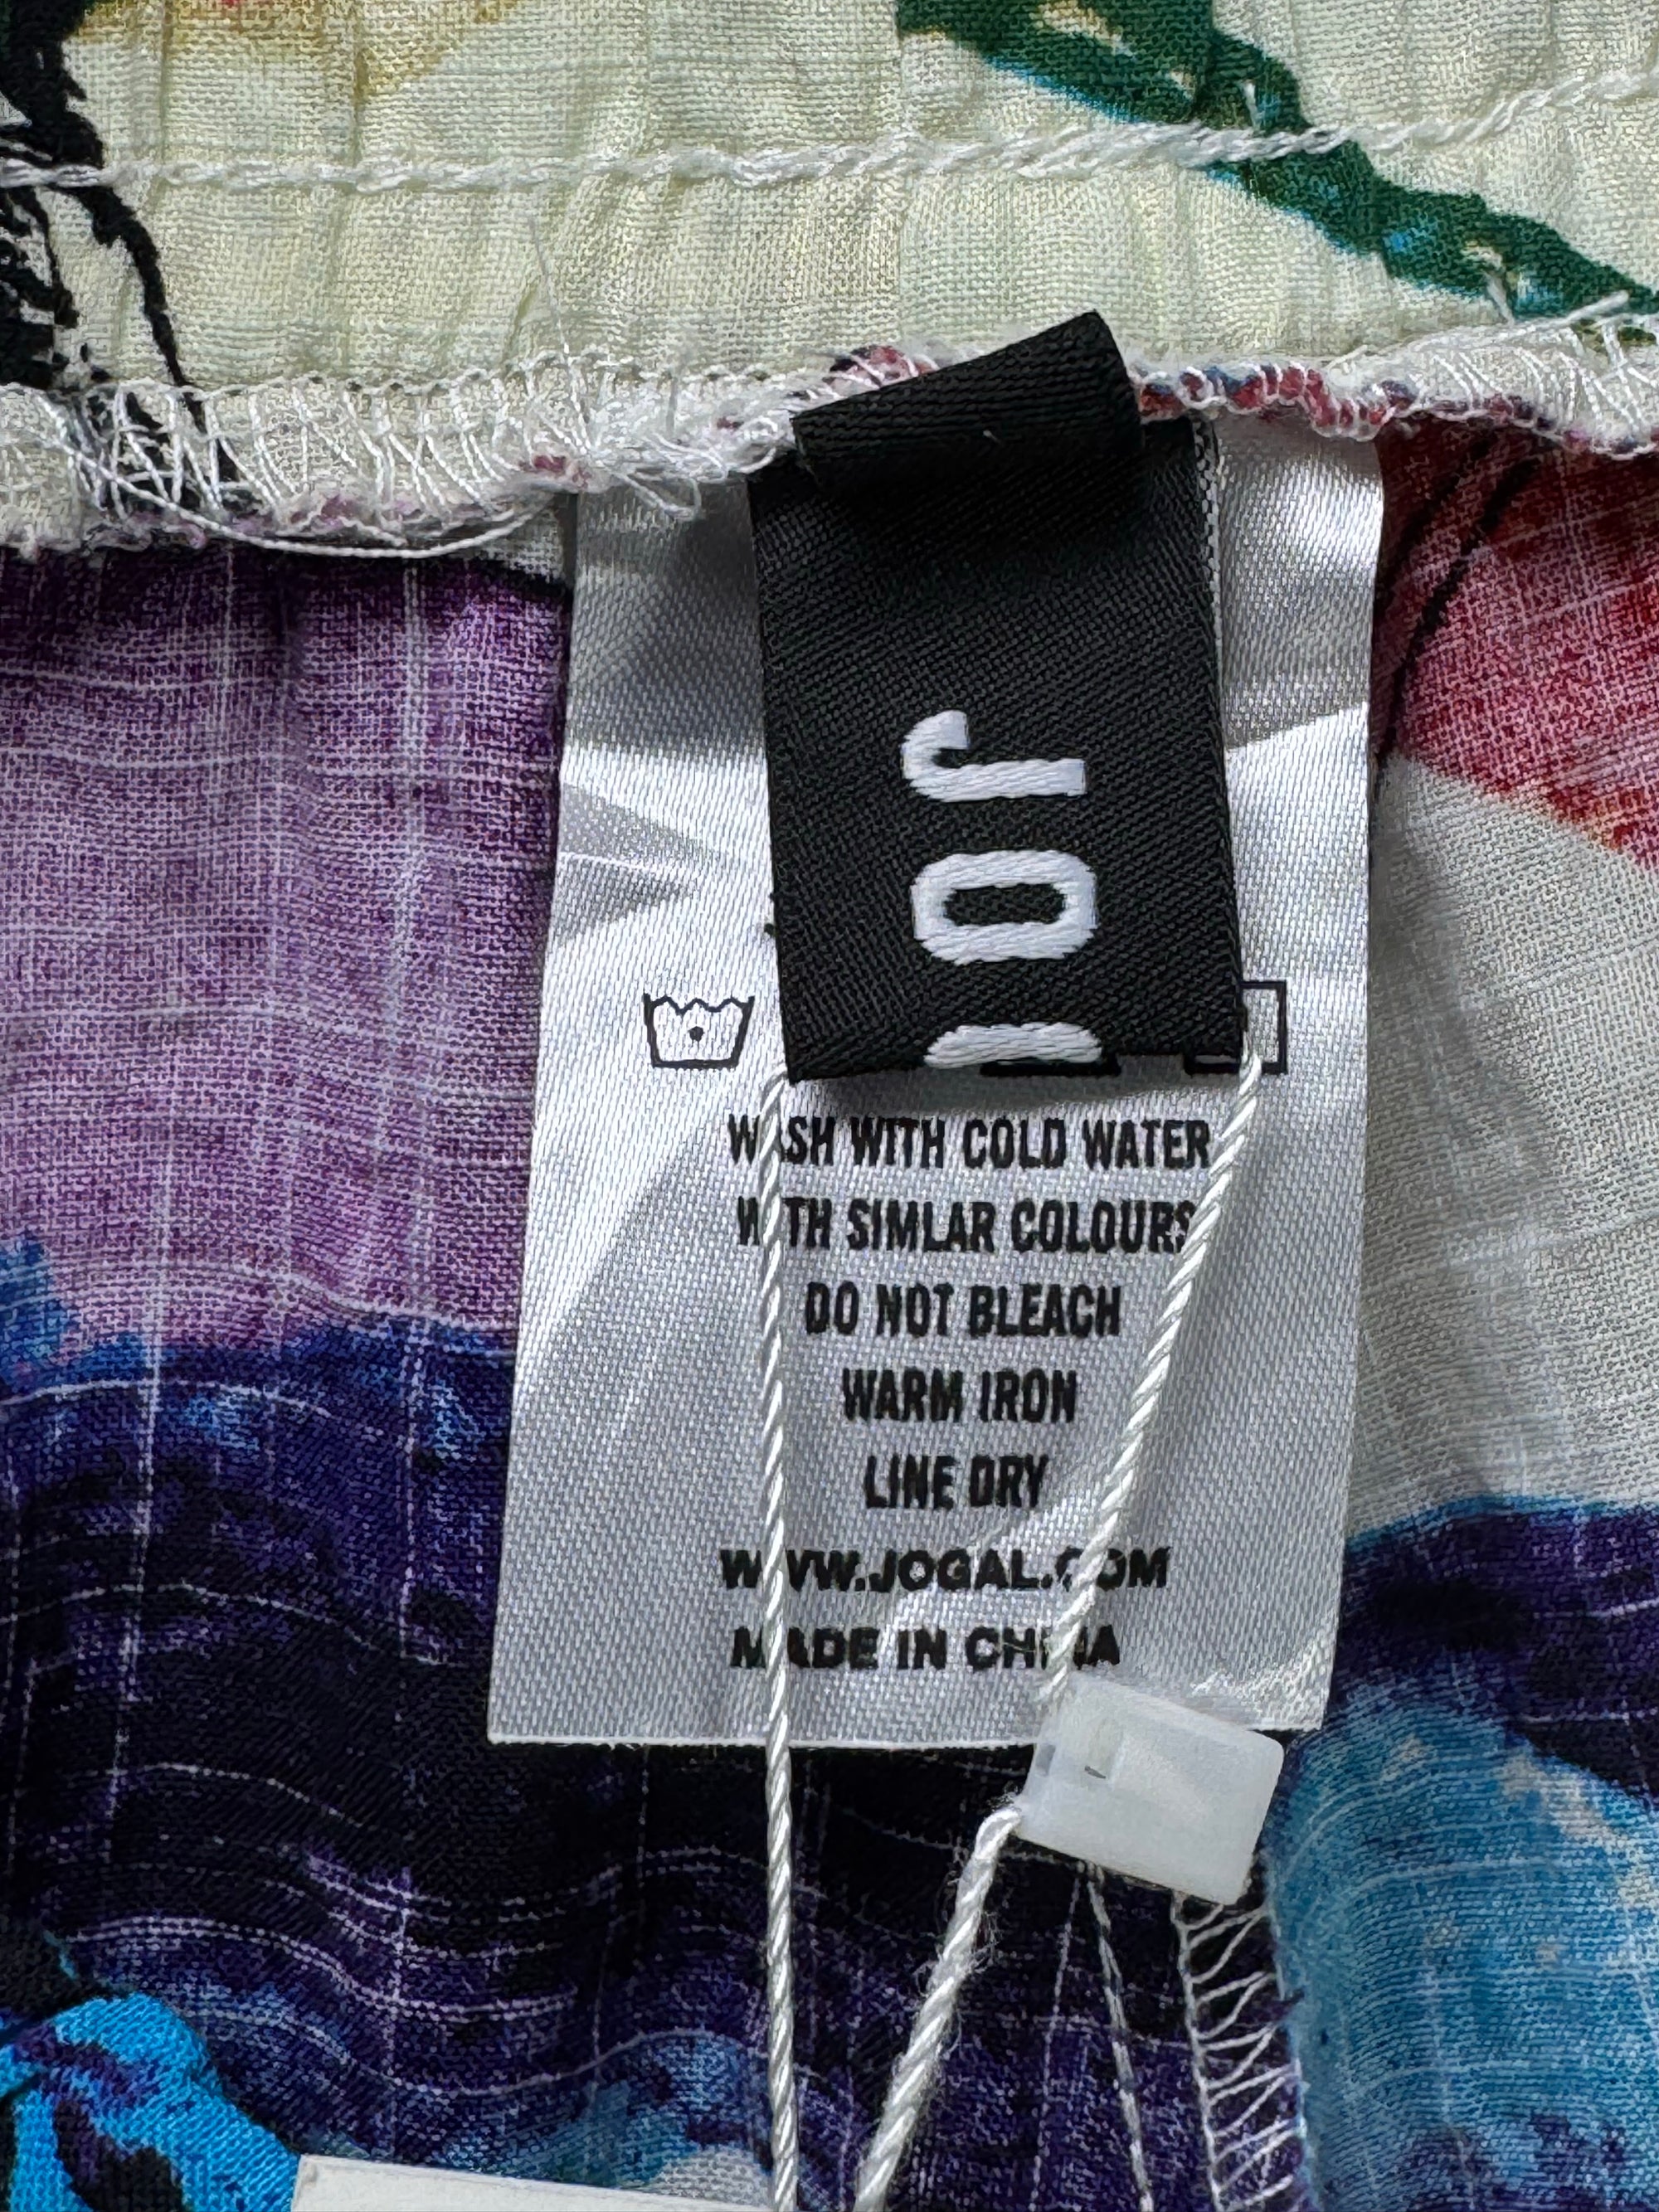 JO
WASH WITH COLD WATER
WITH SIMLAR COLOURS
DO NOT BLEACH
WARM IRON
LINE DRY
WWW.JOGAL.COM
MADE IN CHINA